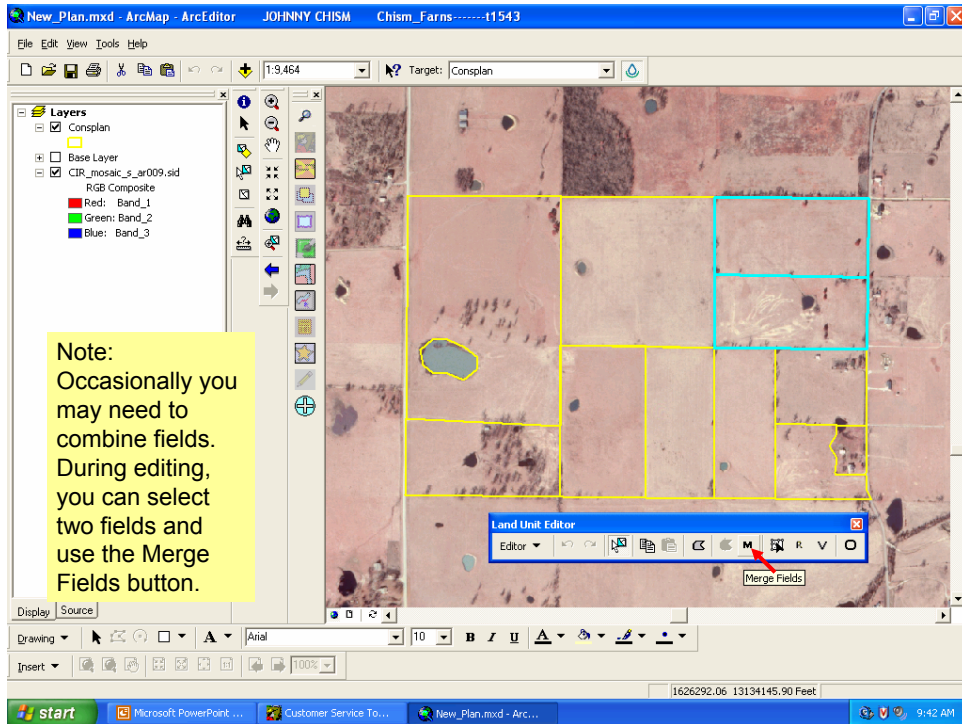 New_Plan.mxd - ArcMap - ArcEditor JOHNNY CHISM Chism_Farns-------t1543
File Edit View Tools Help
1:9,464 Target: Consplan
Layers
Consplan
Base Layer
CIR_mosaic_s_ar009.sid
RGB Composite
Red: Band_1
Green: Band_2
Blue: Band_3
Note:
Occasionally you
may need to
combine fields.
During editing,
you can select
two fields and
use the Merge
Fields button.
Land Unit Editor
Editor M R V O
Merge Fields
Display Source
Drawing A Arial 10 B I U A
Insert 1:1 100%
1626292.06 13134145.90 Feet
start Microsoft PowerPoint ... Customer Service To... New_Plan.mxd - Arc... 9:42 AM